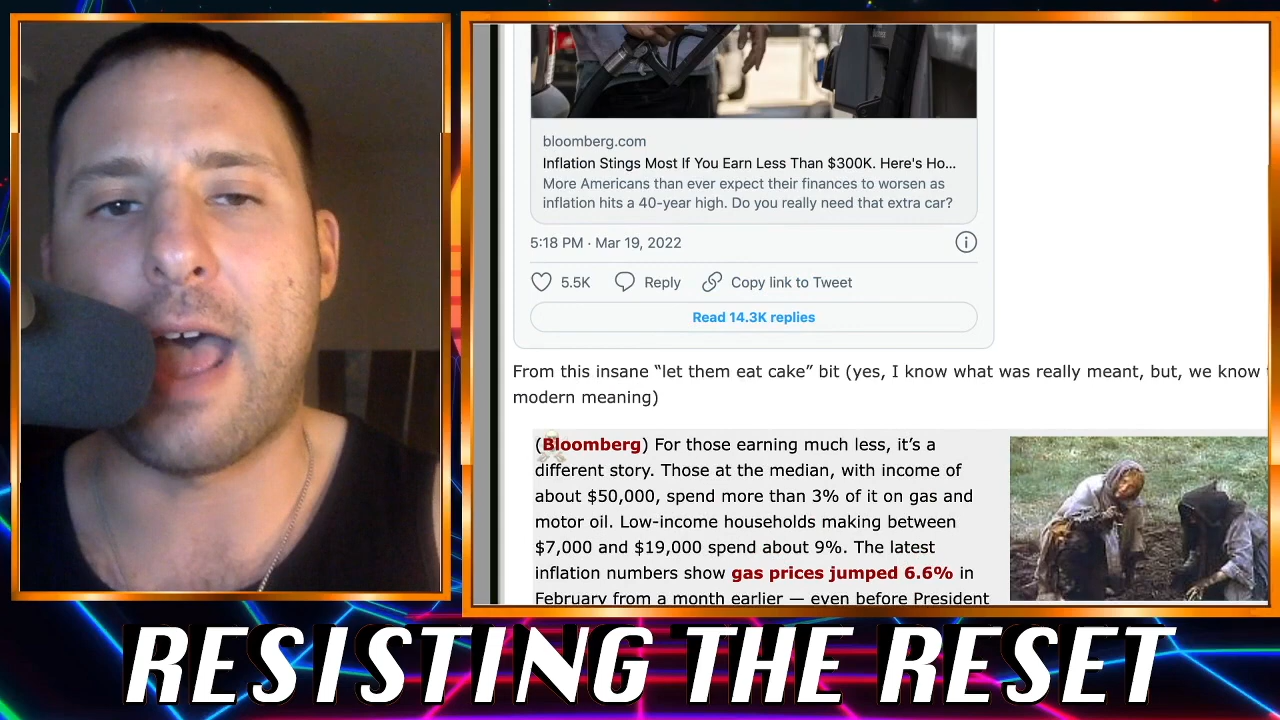 bloomberg.com
Inflation Stings Most If You Earn Less Than $300K. Here's Ho...
More Americans than ever expect their finances to worsen as
inflation hits a 40-year high. Do you really need that extra car?
5:18 PM · Mar 19, 2022
5.5K Reply Copy link to Tweet
Read 14.3K replies
From this insane “let them eat cake” bit (yes, I know what was really meant, but, we know
modern meaning)
(Bloomberg) For those earning much less, it’s a
different story. Those at the median, with income of
about $50,000, spend more than 3% of it on gas and
motor oil. Low-income households making between
$7,000 and $19,000 spend about 9%. The latest
inflation numbers show gas prices jumped 6.6% in
February from a month earlier — even before President
RESISTING THE RESET